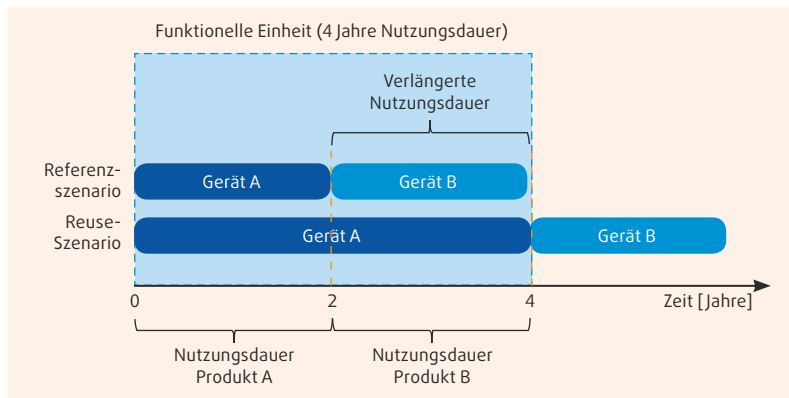 Funktionelle Einheit (4 Jahre Nutzungsdauer)
Verlängerte
Nutzungsdauer
Referenz-
szenario
Gerät A
Gerät B
Reuse-
Szenario
Gerät A
Gerät B
0
2
4
Zeit [Jahre]
Nutzungsdauer
Produkt A
Nutzungsdauer
Produkt B